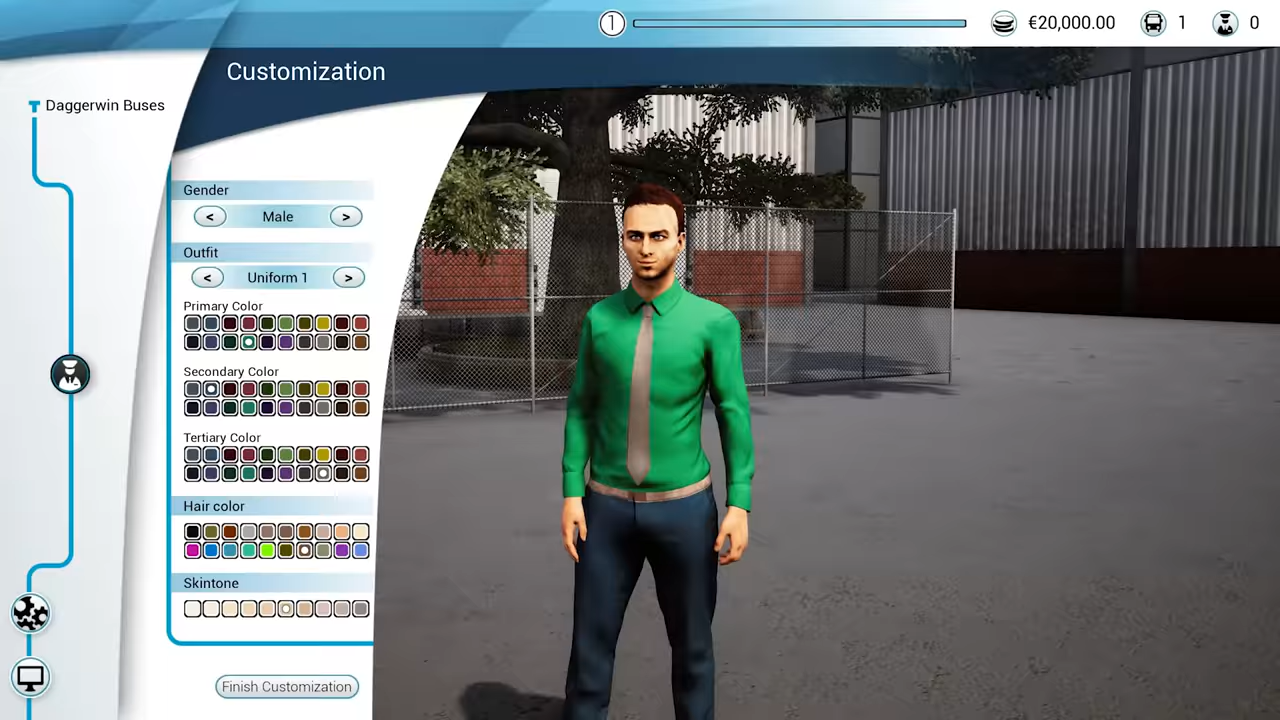 1
€20,000.00
1
0
Customization
Daggerwin Buses
Gender
< Male >
Outfit
< Uniform 1 >
Primary Color
Secondary Color
Tertiary Color
Hair color
Skintone
Finish Customization